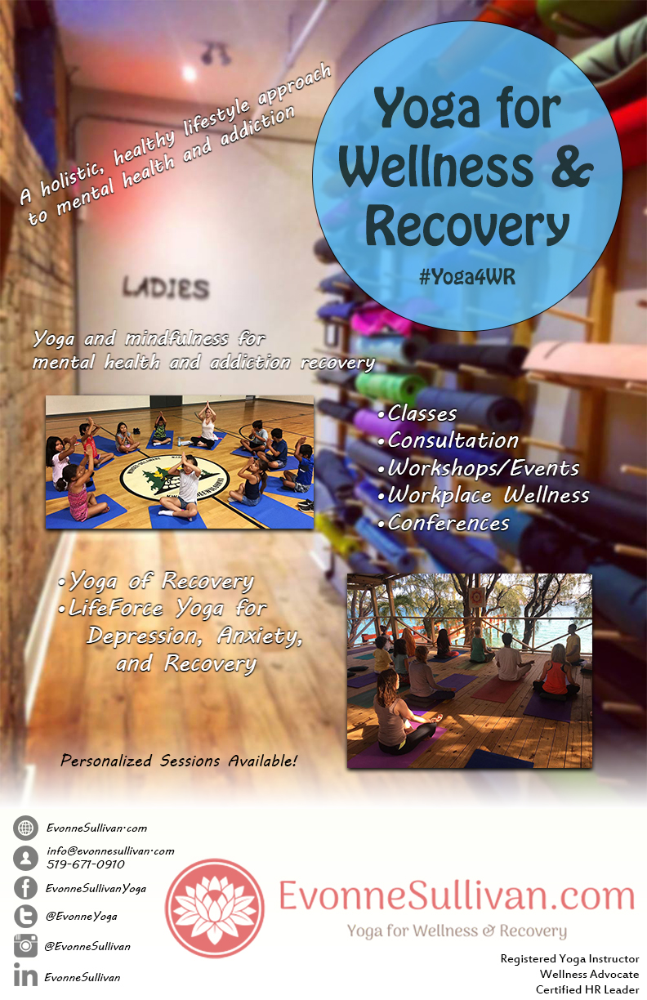 Yoga for
Wellness &
Recovery
#Yoga4WR
A holistic, healthy lifestyle approach
to mental health and addiction
LADIES
Yoga and mindfulness for
mental health and addiction recovery
•Classes
•Consultation
•Workshops/Events
•Workplace Wellness
•Conferences
•Yoga of Recovery
•LifeForce Yoga for
Depression, Anxiety,
and Recovery
Personalized Sessions Available!
EvonneSullivan.com
info@evonnesullivan.com
519-671-0910
EvonneSullivanYoga
@EvonneYoga
@EvonneSullivan
in EvonneSullivan
EvonneSullivan.com
Yoga for Wellness & Recovery
Registered Yoga Instructor
Wellness Advocate
Certified HR Leader